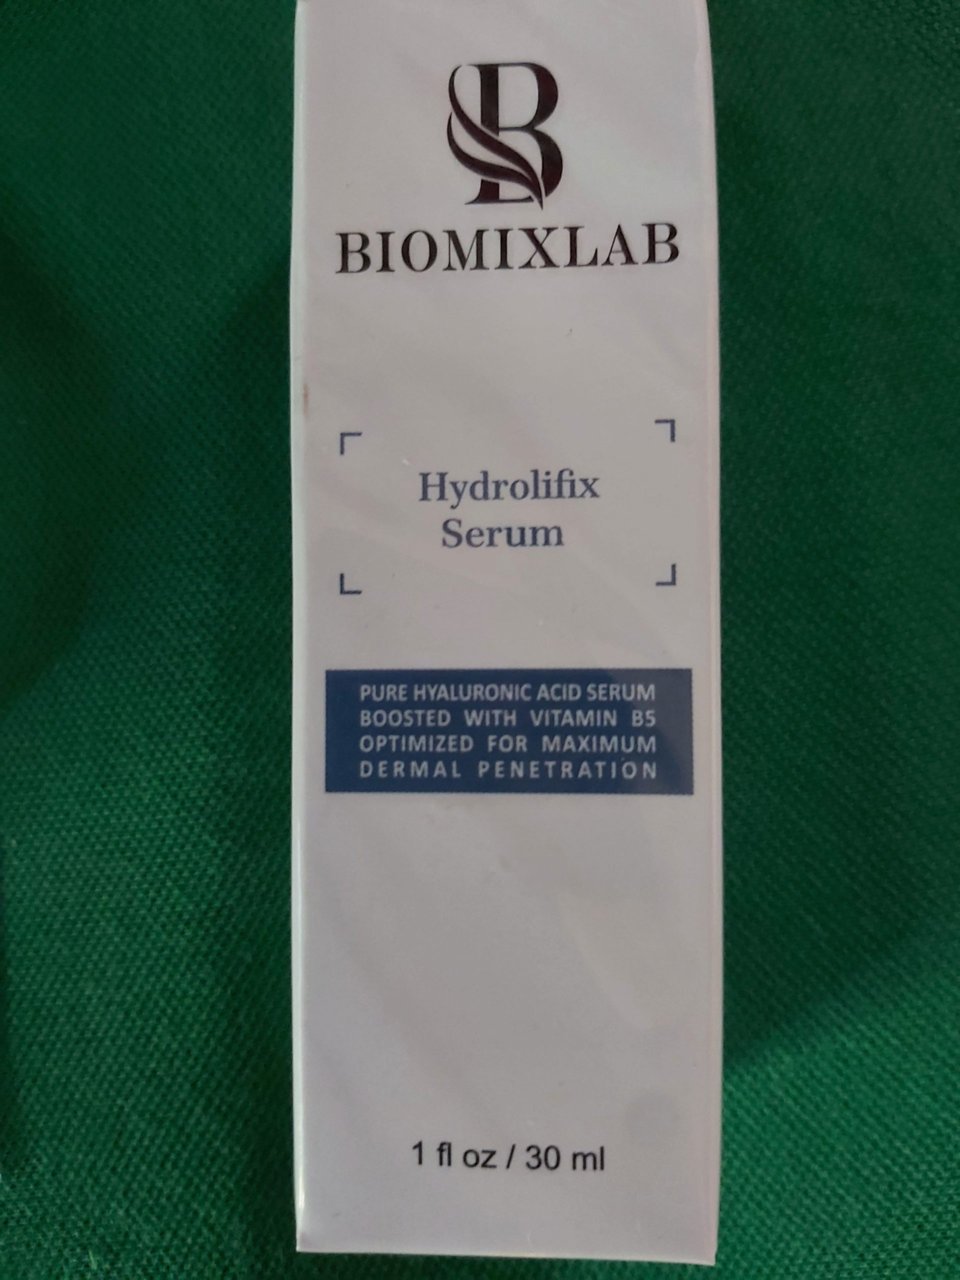 B
BIOMIXLAB
Hydrolifix
Serum
PURE HYALURONIC ACID SERUM
BOOSTED WITH VITAMIN B5
OPTIMIZED FOR MAXIMUM
DERMAL PENETRATION
1 fl oz / 30 ml